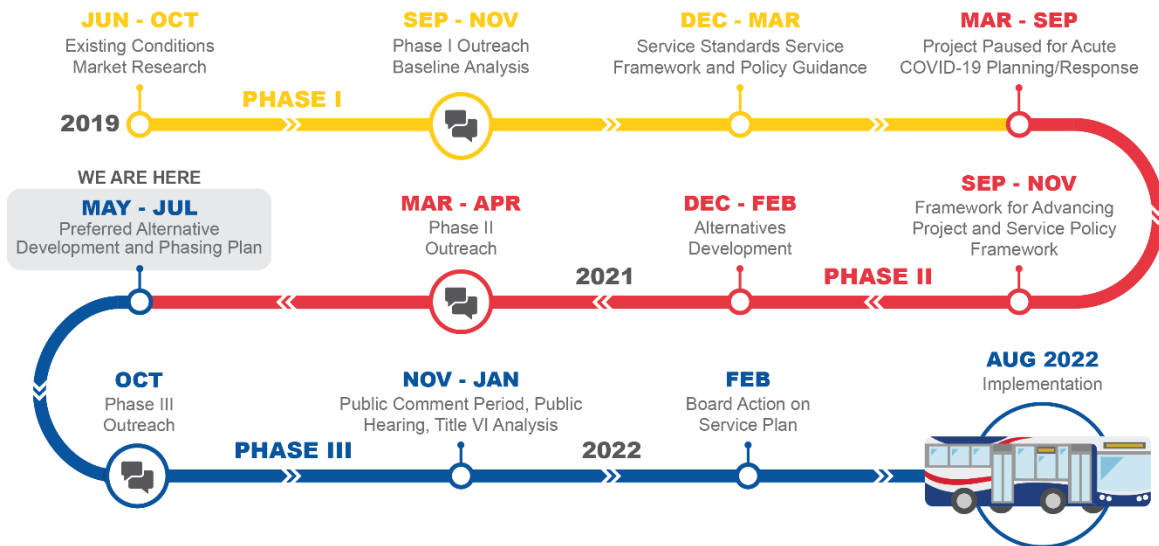 JUN - OCT
Existing Conditions
Market Research
SEP - NOV
Phase I Outreach
Baseline Analysis
DEC - MAR
Service Standards Service
Framework and Policy Guidance
MAR - SEP
Project Paused for Acute
COVID-19 Planning/Response
2019
PHASE I
WE ARE HERE
MAY - JUL
Preferred Alternative
Development and Phasing Plan
MAR - APR
Phase II
Outreach
DEC - FEB
Alternatives
Development
SEP - NOV
Framework for Advancing
Project and Service Policy
Framework
2021
PHASE II
OCT
Phase III
Outreach
PHASE III
NOV - JAN
Public Comment Period, Public
Hearing, Title VI Analysis
2022
FEB
Board Action on
Service Plan
AUG 2022
Implementation